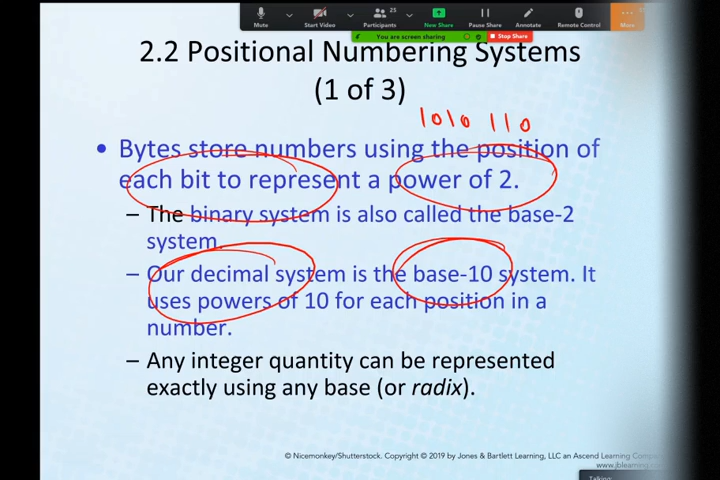 Mute
Start Video
25
Participants
New Share
Pause Share
Annotate
Remote Control
More
You are screen sharing
Stop Share
2.2 Positional Numbering Systems
(1 of 3)
1010 110
• Bytes store numbers using the position of
each bit to represent a power of 2.
– The binary system is also called the base-2
system.
– Our decimal system is the base-10 system. It
uses powers of 10 for each position in a
number.
– Any integer quantity can be represented
exactly using any base (or radix).
© Nicemonkey/Shutterstock. Copyright © 2019 by Jones & Bartlett Learning, LLC an Ascend Learning
www.jblearning.com
Talking: